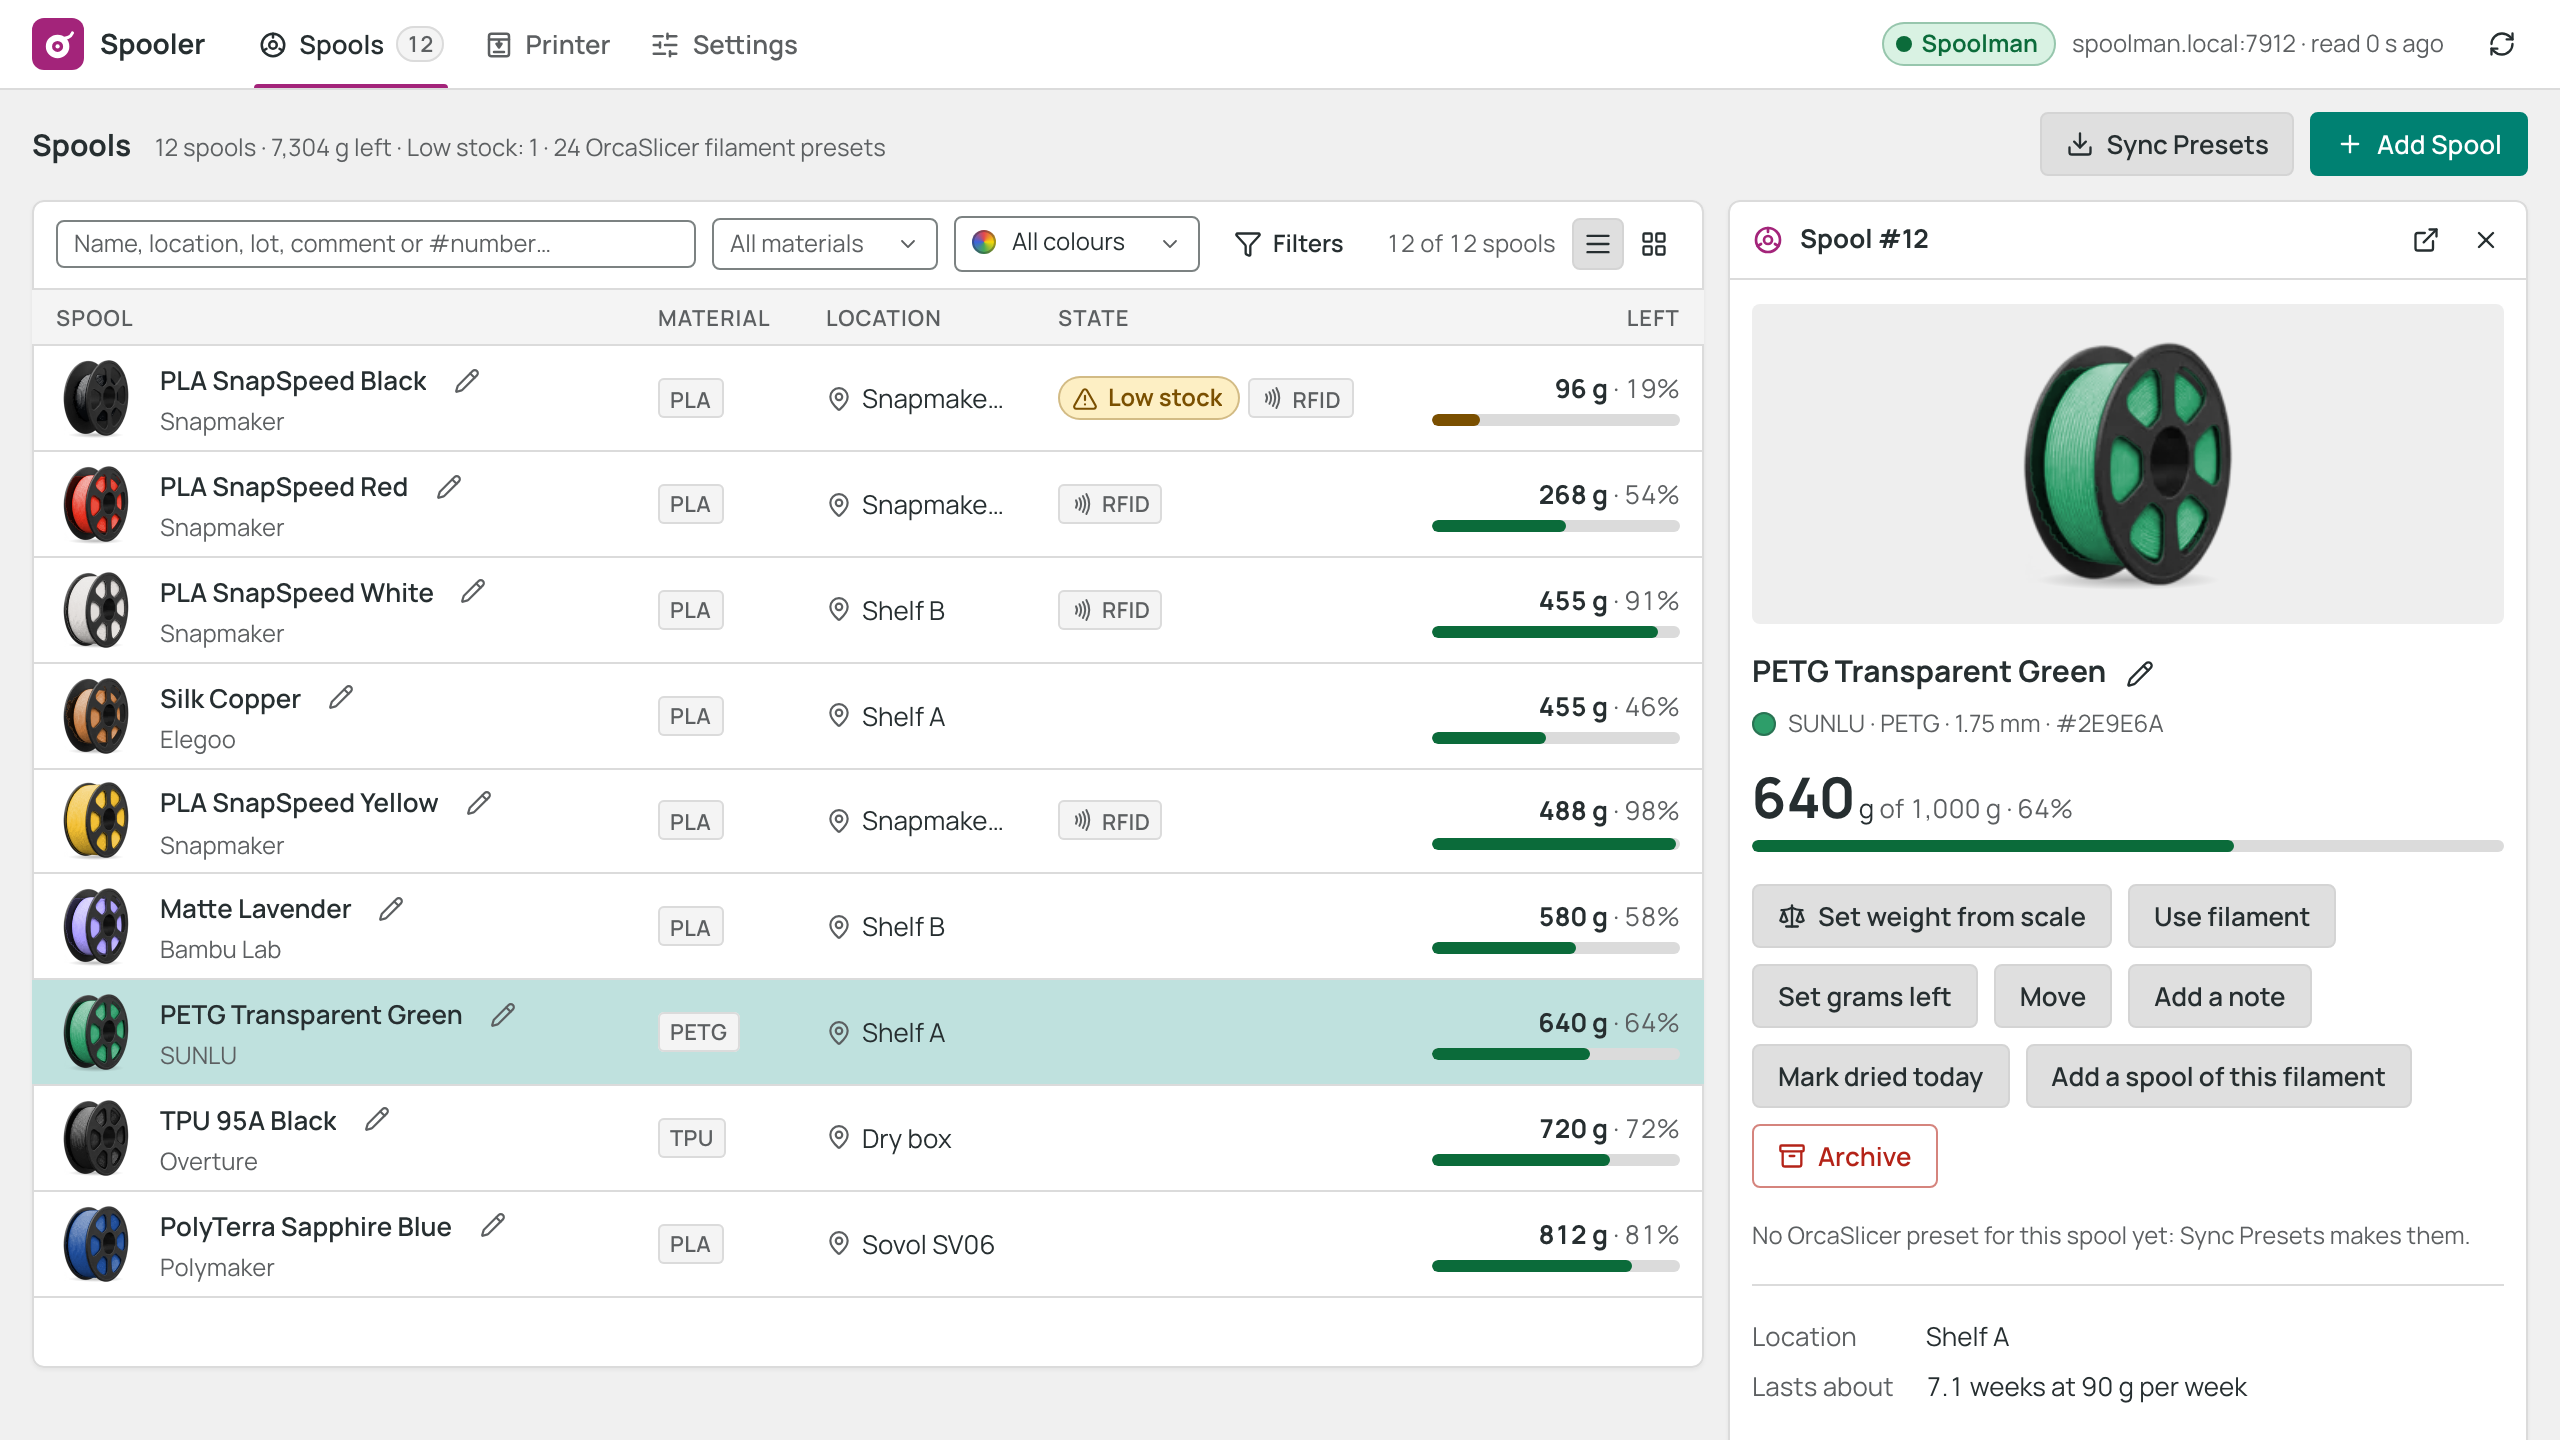 Spooler
Spools 12
Printer
Settings
Spoolman
spoolman.local:7912 · read 0 s ago
Spools
12 spools · 7,304 g left · Low stock: 1 · 24 OrcaSlicer filament presets
Sync Presets
Add Spool
Name, location, lot, comment or #number...
All materials
All colours
Filters
12 of 12 spools
SPOOL MATERIAL LOCATION STATE LEFT
PLA SnapSpeed Black
Snapmaker
PLA
Snapmake...
Low stock
RFID
96 g · 19%
PLA SnapSpeed Red
Snapmaker
PLA
Snapmake...
RFID
268 g · 54%
PLA SnapSpeed White
Snapmaker
PLA
Shelf B
RFID
455 g · 91%
Silk Copper
Elegoo
PLA
Shelf A
455 g · 46%
PLA SnapSpeed Yellow
Snapmaker
PLA
Snapmake...
RFID
488 g · 98%
Matte Lavender
Bambu Lab
PLA
Shelf B
580 g · 58%
PETG Transparent Green
SUNLU
PETG
Shelf A
640 g · 64%
TPU 95A Black
Overture
TPU
Dry box
720 g · 72%
PolyTerra Sapphire Blue
Polymaker
PLA
Sovol SV06
812 g · 81%
Spool #12
PETG Transparent Green
SUNLU · PETG · 1.75 mm · #2E9E6A
640 g of 1,000 g · 64%
Set weight from scale
Use filament
Set grams left
Move
Add a note
Mark dried today
Add a spool of this filament
Archive
No OrcaSlicer preset for this spool yet: Sync Presets makes them.
Location Shelf A
Lasts about 7.1 weeks at 90 g per week